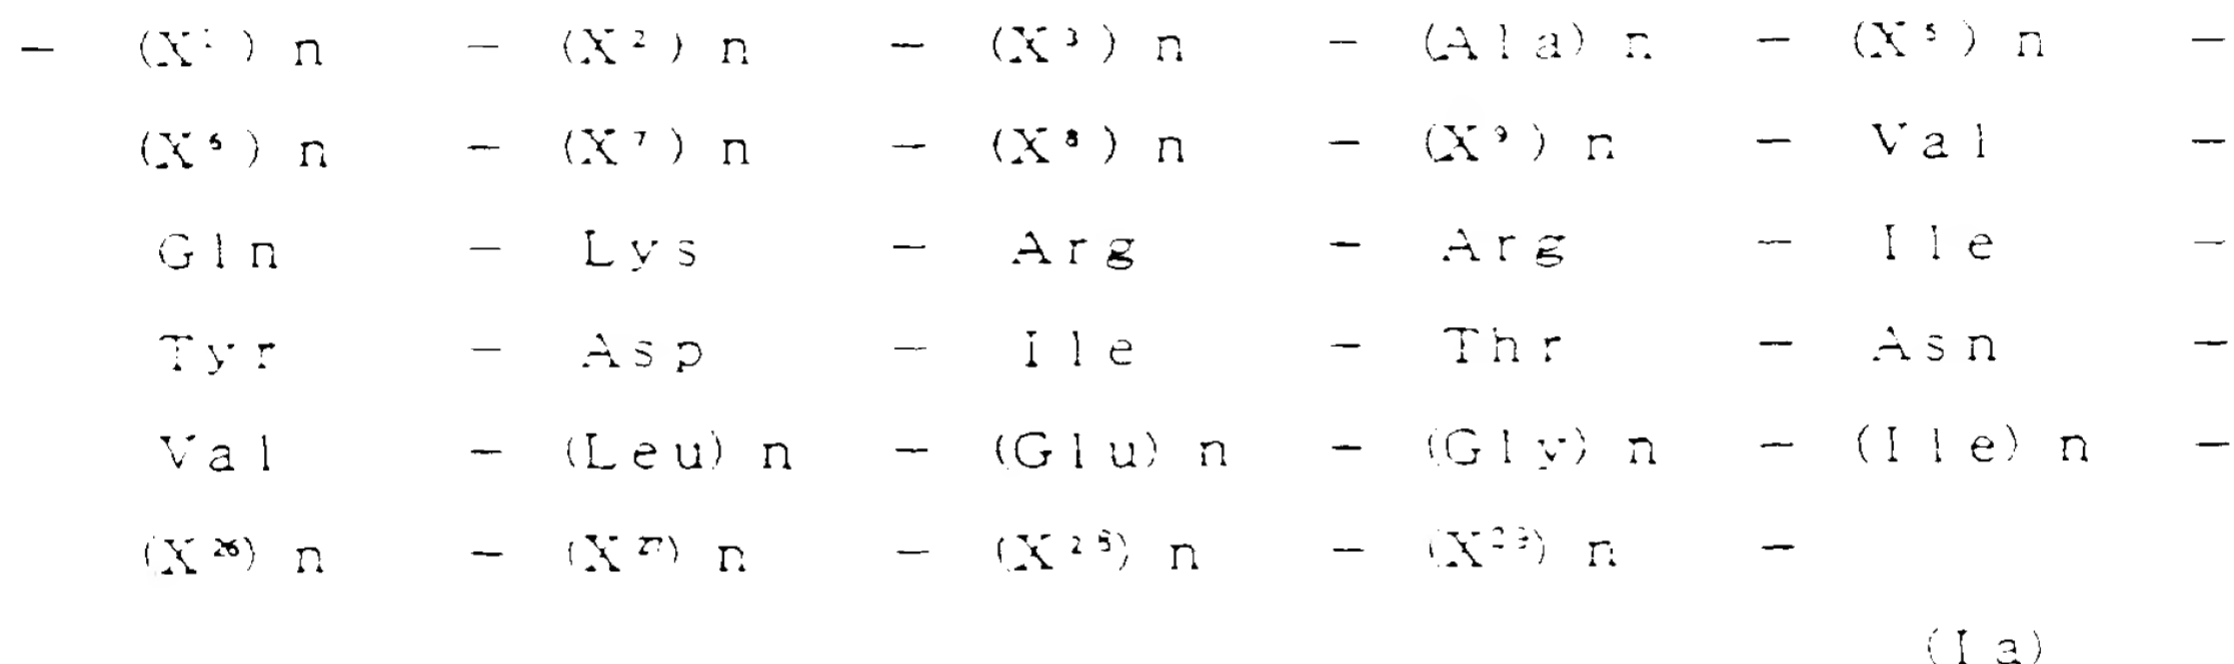 - (X¹) n - (X²) n - (X³) n - (Ala) n - (X⁵) n -
(X⁶) n - (X⁷) n - (X⁸) n - (X⁹) n - Val -
Gln - Lys - Arg - Arg - Ile -
Tyr - Asp - Ile - Thr - Asn -
Val - (Leu) n - (Glu) n - (Gly) n - (Ile) n -
(X²⁶) n - (X²⁷) n - (X²⁸) n - (X²⁹) n -
(Ia)